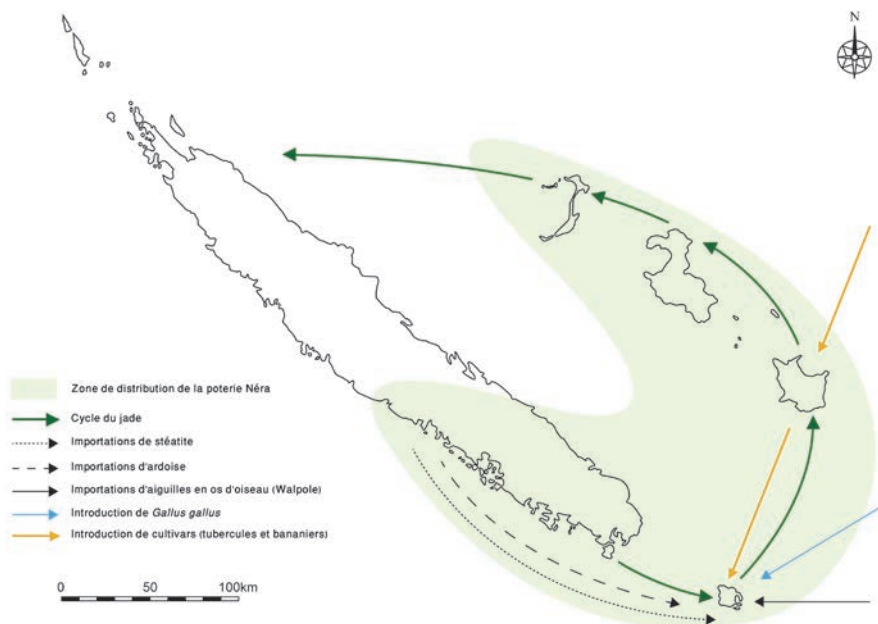 N
Zone de distribution de la poterie Néra
Cycle du jade
Importations de stéatite
Importations d'ardoise
Importations d'aiguilles en os d'oiseau (Walpole)
Introduction de Gallus gallus
Introduction de cultivars (tubercules et bananiers)
0 50 100km